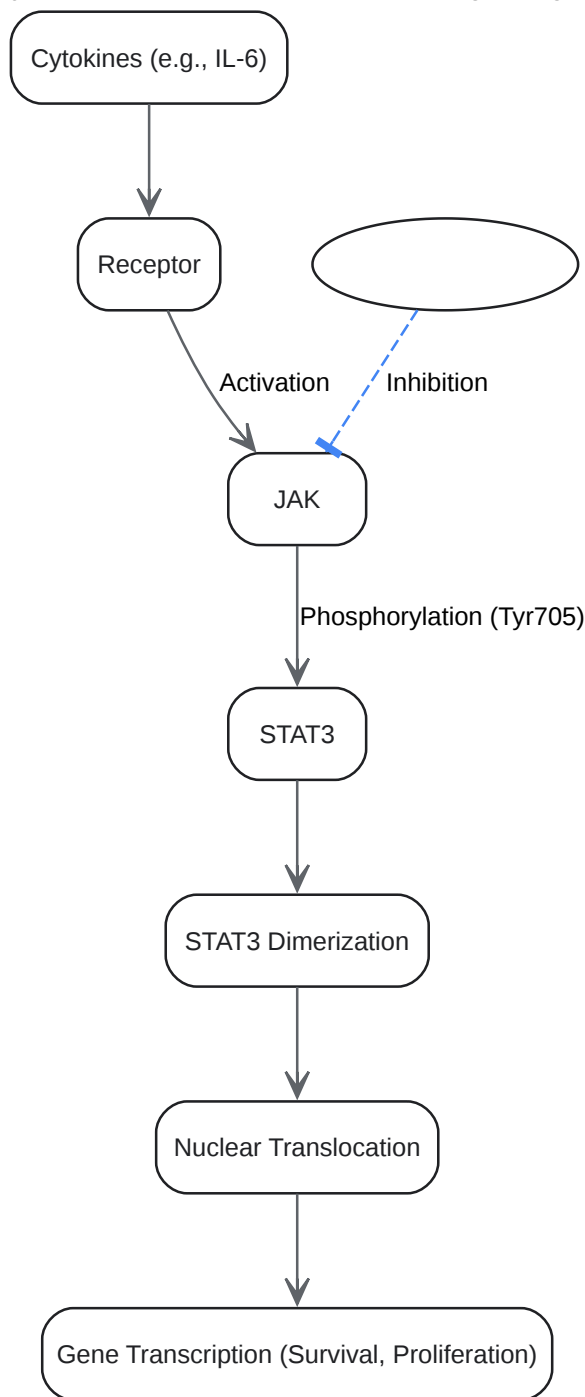 Cytokines (e.g., IL-6)
Receptor
Activation
Inhibition
JAK
Phosphorylation (Tyr705)
STAT3
STAT3 Dimerization
Nuclear Translocation
Gene Transcription (Survival, Proliferation)